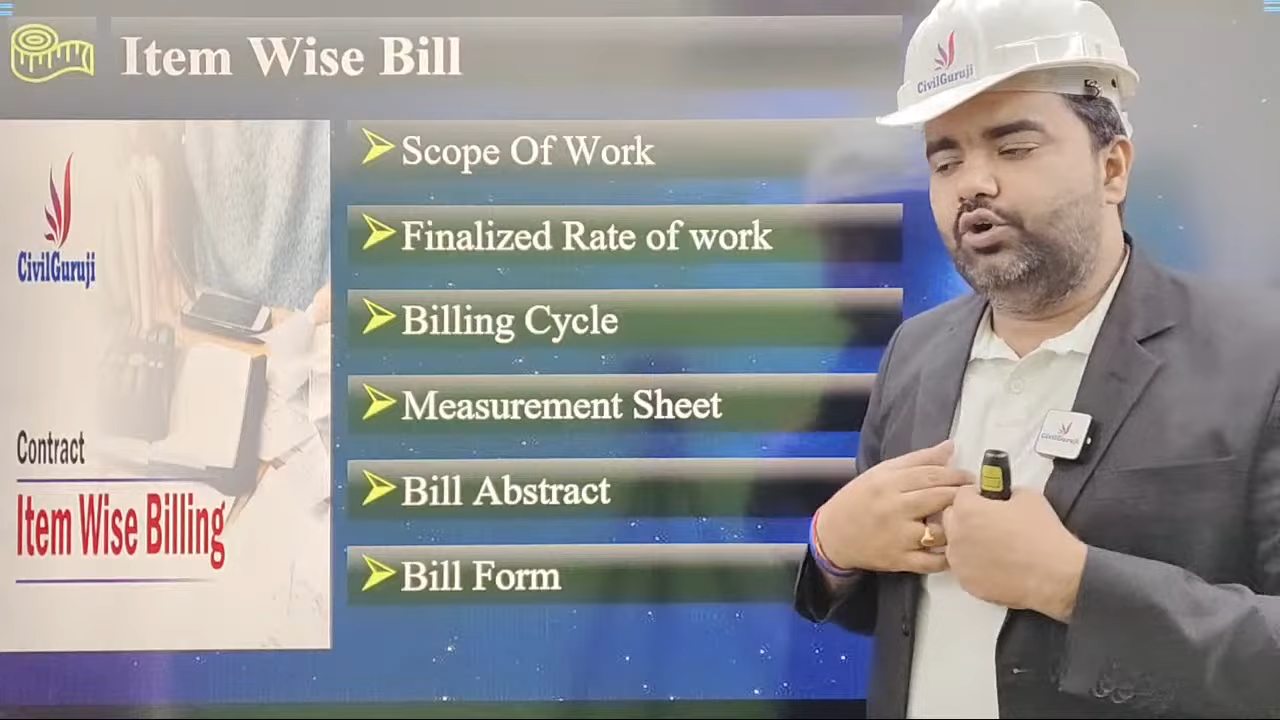 Item Wise Bill
CivilGuruji
Contract
Item Wise Billing
Scope Of Work
Finalized Rate of work
Billing Cycle
Measurement Sheet
Bill Abstract
Bill Form
CivilGuruji
CivilGuruji